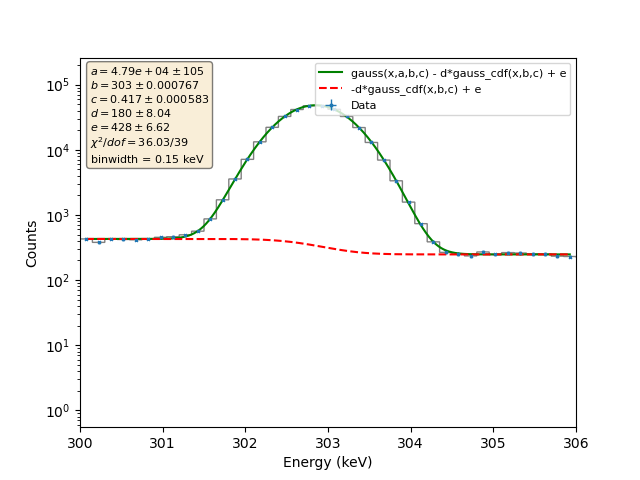 a = 4.79e + 04 ± 105
b = 303 ± 0.000767
c = 0.417 ± 0.000583
d = 180 ± 8.04
e = 428 ± 6.62
χ²/dof = 36.03/39
binwidth = 0.15 keV
gauss(x,a,b,c) - d*gauss_cdf(x,b,c) + e
-d*gauss_cdf(x,b,c) + e
Data
10⁵
10⁴
10³
10²
10¹
10⁰
Counts
300 301 302 303 304 305 306
Energy (keV)